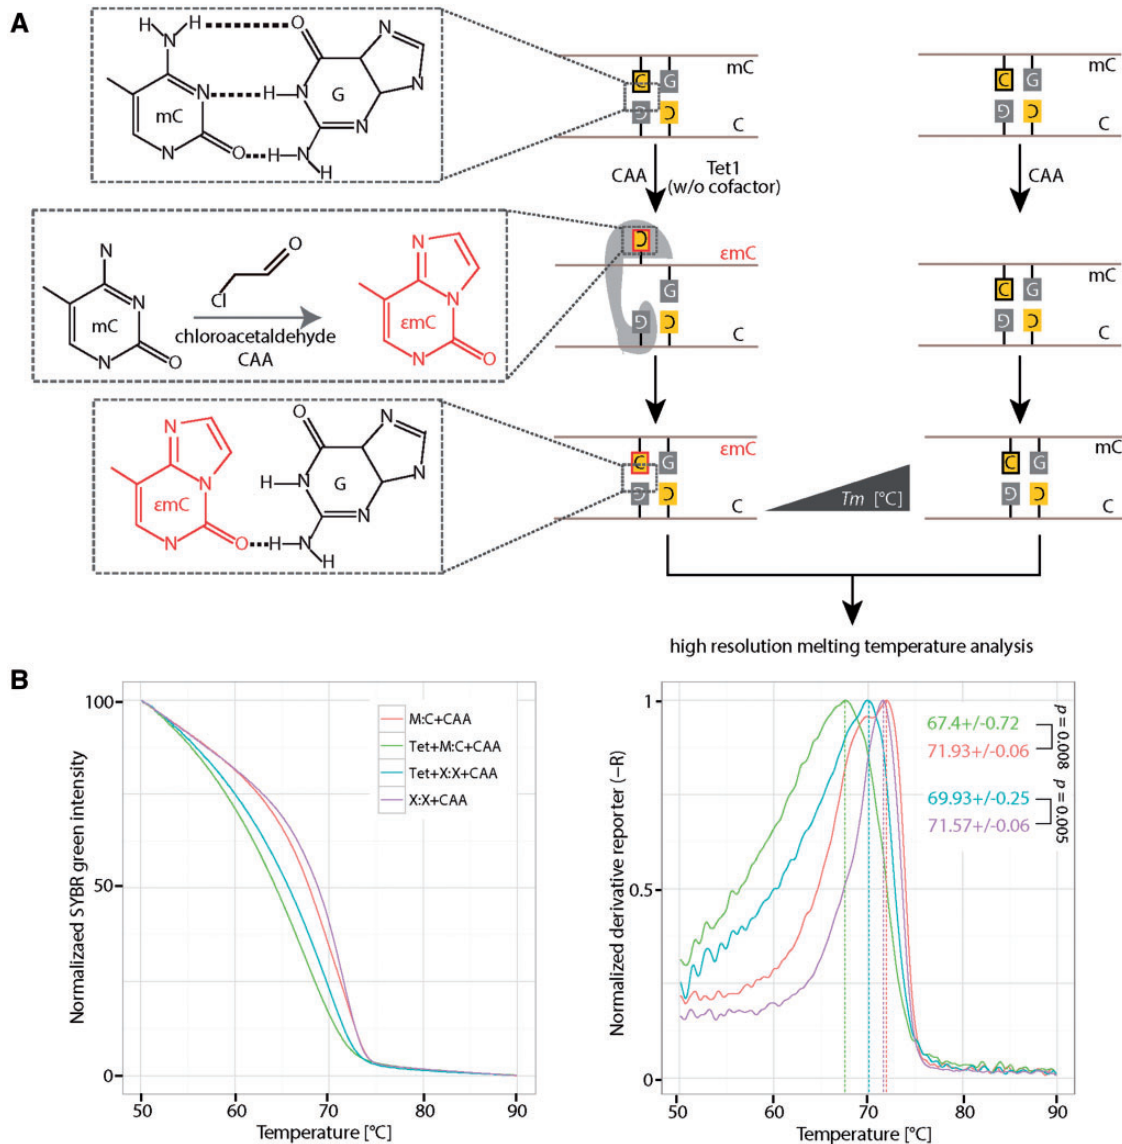 A
H H O N
N
N H N G N
mC
N O H N N
H
mC
C G
G C
C
CAA
Tet1
(w/o cofactor)
mC
C G
G C
C
CAA
N
O
Cl
N
mC
N O
chloroacetaldehyde
CAA
N
N
εmC
N O
C
εmC
G
G C
C
mC
C G
G C
C
N
N
εmC
N O
O N
H N G N
H N N
H
εmC
C G
G C
C
Tm [°C]
mC
C G
G C
C
high resolution melting temperature analysis
B
Normalizaed SYBR green intensity
100
50
0
50 60 70 80 90
Temperature [°C]
M:C+CAA
Tet+M:C+CAA
Tet+X:X+CAA
X:X+CAA
Normalized derivative reporter (−R)
1
0.5
0
50 60 70 80 90
Temperature [°C]
67.4+/-0.72
71.93+/-0.06
p = 0.008
69.93+/-0.25
71.57+/-0.06
p = 0.005